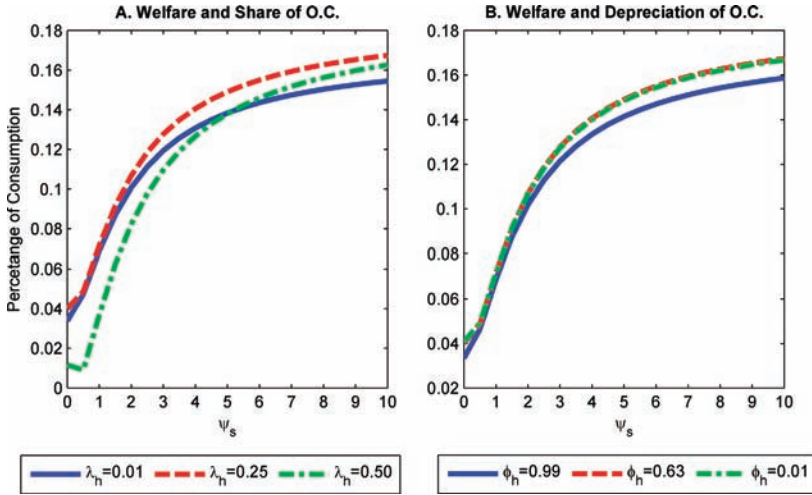 A. Welfare and Share of O.C.
B. Welfare and Depreciation of O.C.
Percetange of Consumption
0.18
0.16
0.14
0.12
0.1
0.08
0.06
0.04
0.02
0
0 1 2 3 4 5 6 7 8 9 10
ψs
λh=0.01 λh=0.25 λh=0.50
0.18
0.16
0.14
0.12
0.1
0.08
0.06
0.04
0.02
0 1 2 3 4 5 6 7 8 9 10
ψs
ϕh=0.99 ϕh=0.63 ϕh=0.01